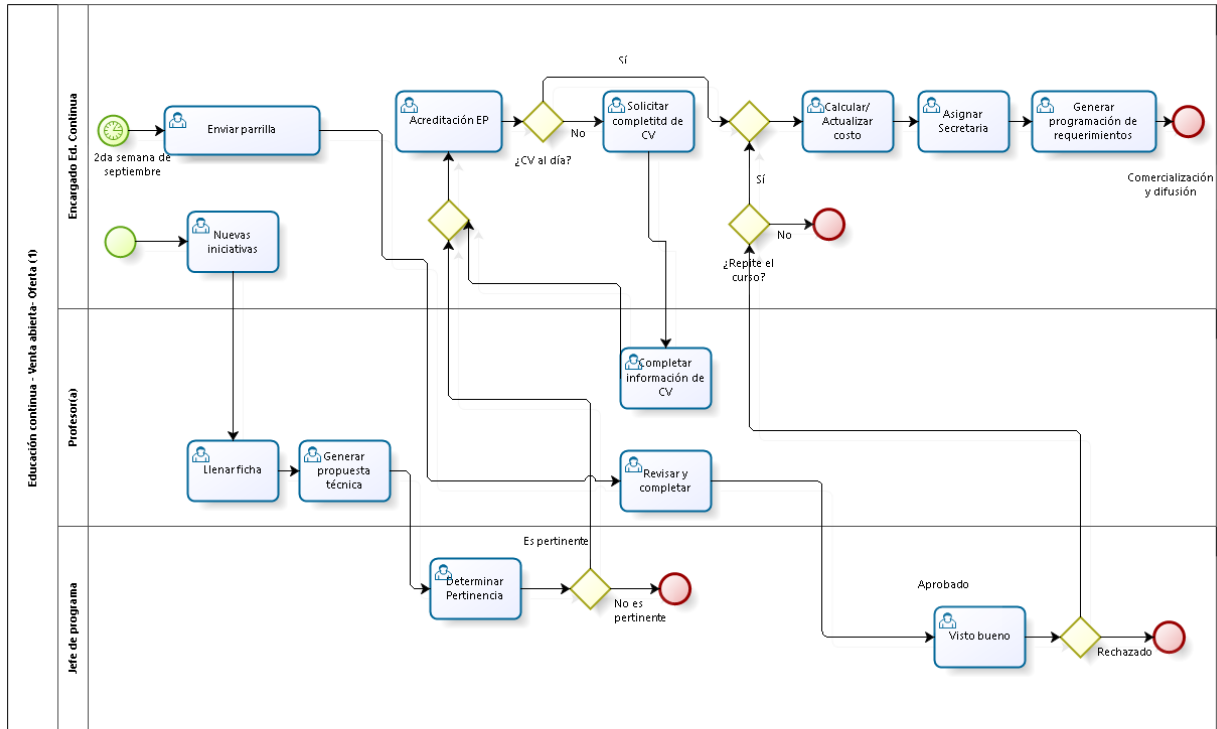 Educación continua - Venta abierta- Oferta (1)
Encargado Ed. Continua
Sí
Enviar parrilla
2da semana de
septiembre
Acreditación EP
¿CV al día?
No
Solicitar
completitd de
CV
Calcular/
Actualizar
costo
Asignar
Secretaria
Generar
programación de
requerimientos
Comercialización
y difusión
Nuevas
iniciativas
Sí
No
¿Repite el
curso?
Profesor(a)
Completar
información de
CV
Llenar ficha
Generar
propuesta
técnica
Revisar y
completar
Jefe de programa
Es pertinente
Determinar
Pertinencia
No es
pertinente
Aprobado
Visto bueno
Rechazado